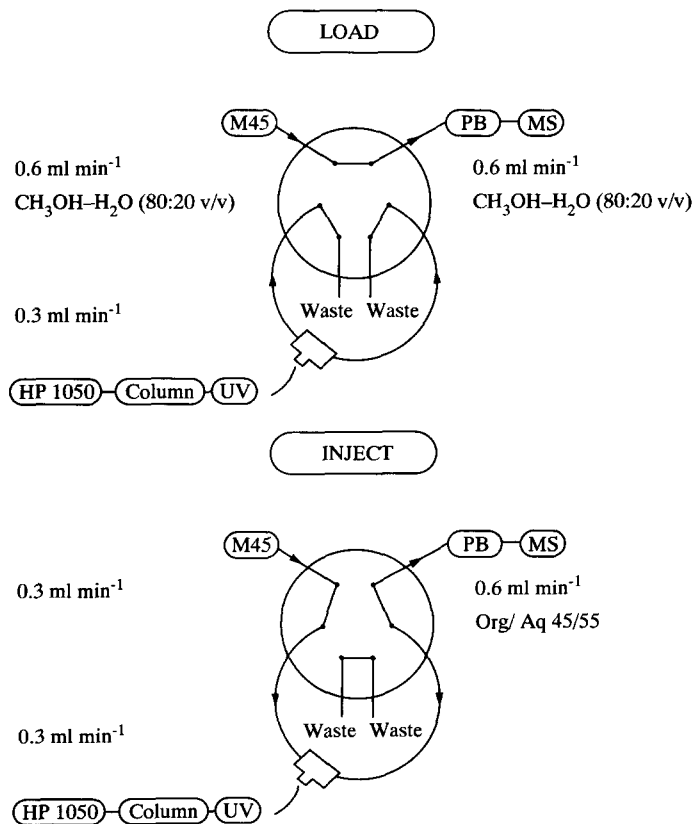 LOAD
M45
PB
MS
0.6 ml min⁻¹
CH₃OH–H₂O (80:20 v/v)
0.6 ml min⁻¹
CH₃OH–H₂O (80:20 v/v)
Waste
Waste
0.3 ml min⁻¹
HP 1050
Column
UV
INJECT
M45
PB
MS
0.3 ml min⁻¹
0.6 ml min⁻¹
Org/ Aq 45/55
Waste
Waste
0.3 ml min⁻¹
HP 1050
Column
UV